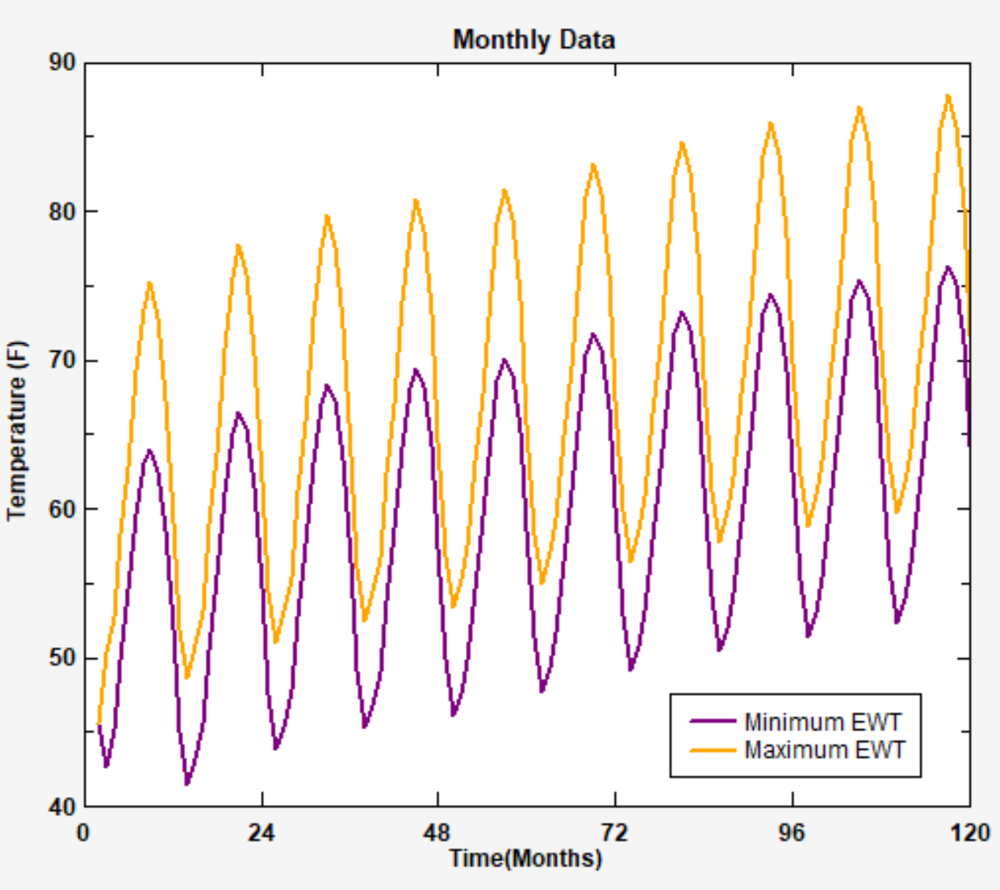 Monthly Data
90
80
70
60
50
40
Temperature (F)
0 24 48 72 96 120
Time(Months)
Minimum EWT
Maximum EWT